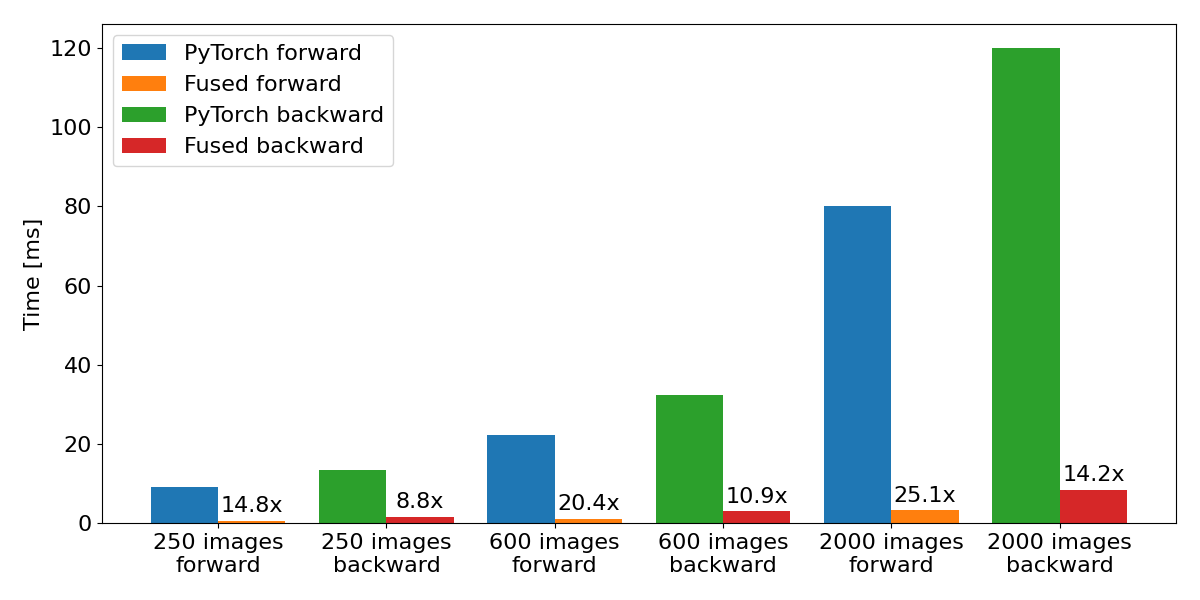 PyTorch forward
Fused forward
PyTorch backward
Fused backward
Time [ms]
120
100
80
60
40
20
0
14.8x
8.8x
20.4x
10.9x
25.1x
14.2x
250 images
forward
250 images
backward
600 images
forward
600 images
backward
2000 images
forward
2000 images
backward